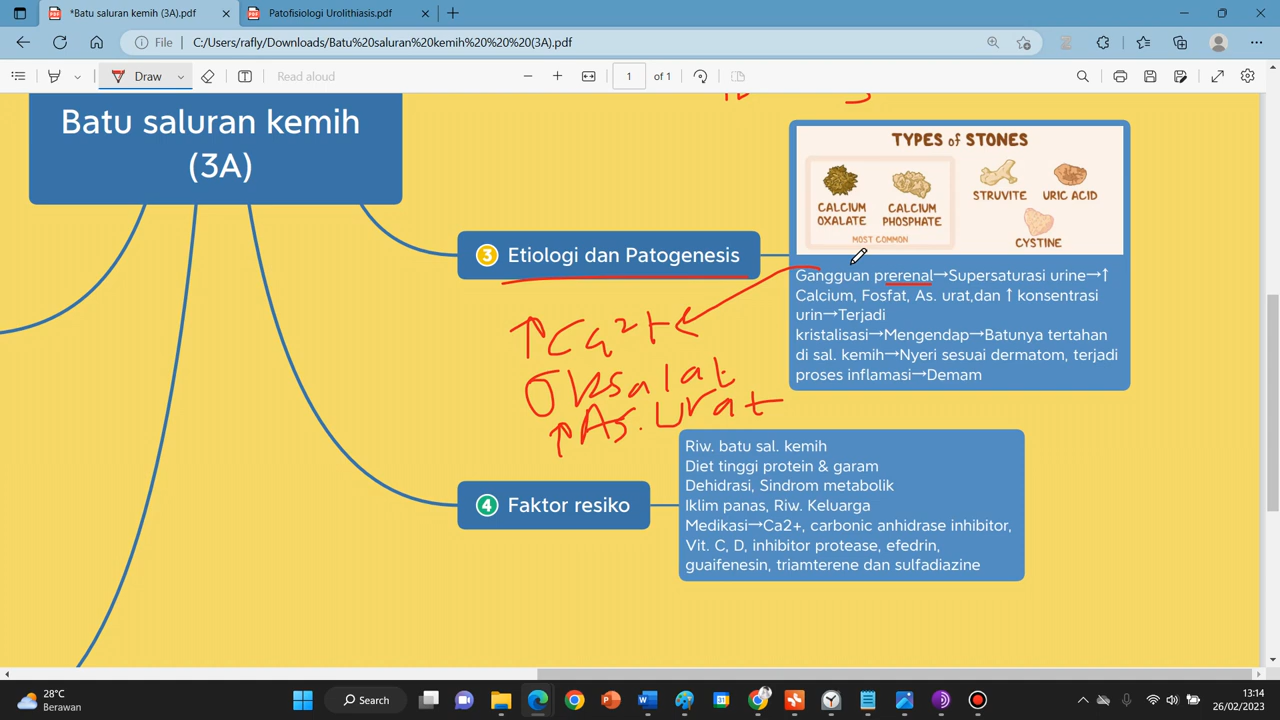 *Batu saluran kemih (3A).pdf
Patofisiologi Urolithiasis.pdf
File
C:/Users/rafly/Downloads/Batu%20saluran%20kemih%20%20%20(3A).pdf
Draw
Read aloud
1
of 1
Batu saluran kemih
(3A)
TYPES of STONES
CALCIUM
OXALATE
CALCIUM
PHOSPHATE
MOST COMMON
STRUVITE
URIC ACID
CYSTINE
3 Etiologi dan Patogenesis
Gangguan prerenal→Supersaturasi urine→↑
Calcium, Fosfat, As. urat,dan ↑ konsentrasi
urin→Terjadi
kristalisasi→Mengendap→Batunya tertahan
di sal. kemih→Nyeri sesuai dermatom, terjadi
proses inflamasi→Demam
↑Ca2+
Oksalat
↑As. Urat
4 Faktor resiko
Riw. batu sal. kemih
Diet tinggi protein & garam
Dehidrasi, Sindrom metabolik
Iklim panas, Riw. Keluarga
Medikasi→Ca2+, carbonic anhidrase inhibitor,
Vit. C, D, inhibitor protease, efedrin,
guaifenesin, triamterene dan sulfadiazine
28°C
Berawan
Search
13:14
26/02/2023